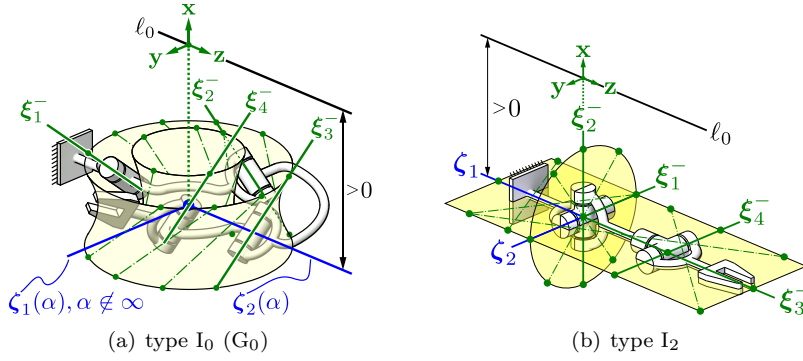 x
ℓ₀
y
z
ξ₁⁻
ξ₂⁻
ξ₄⁻
ξ₃⁻
>0
ζ₁(α), α ∉ ∞
ζ₂(α)
(a) type I₀ (G₀)
x
y
z
>0
ℓ₀
ξ₂⁻
ζ₁
ξ₁⁻
ξ₄⁻
ζ₂
ξ₃⁻
(b) type I₂